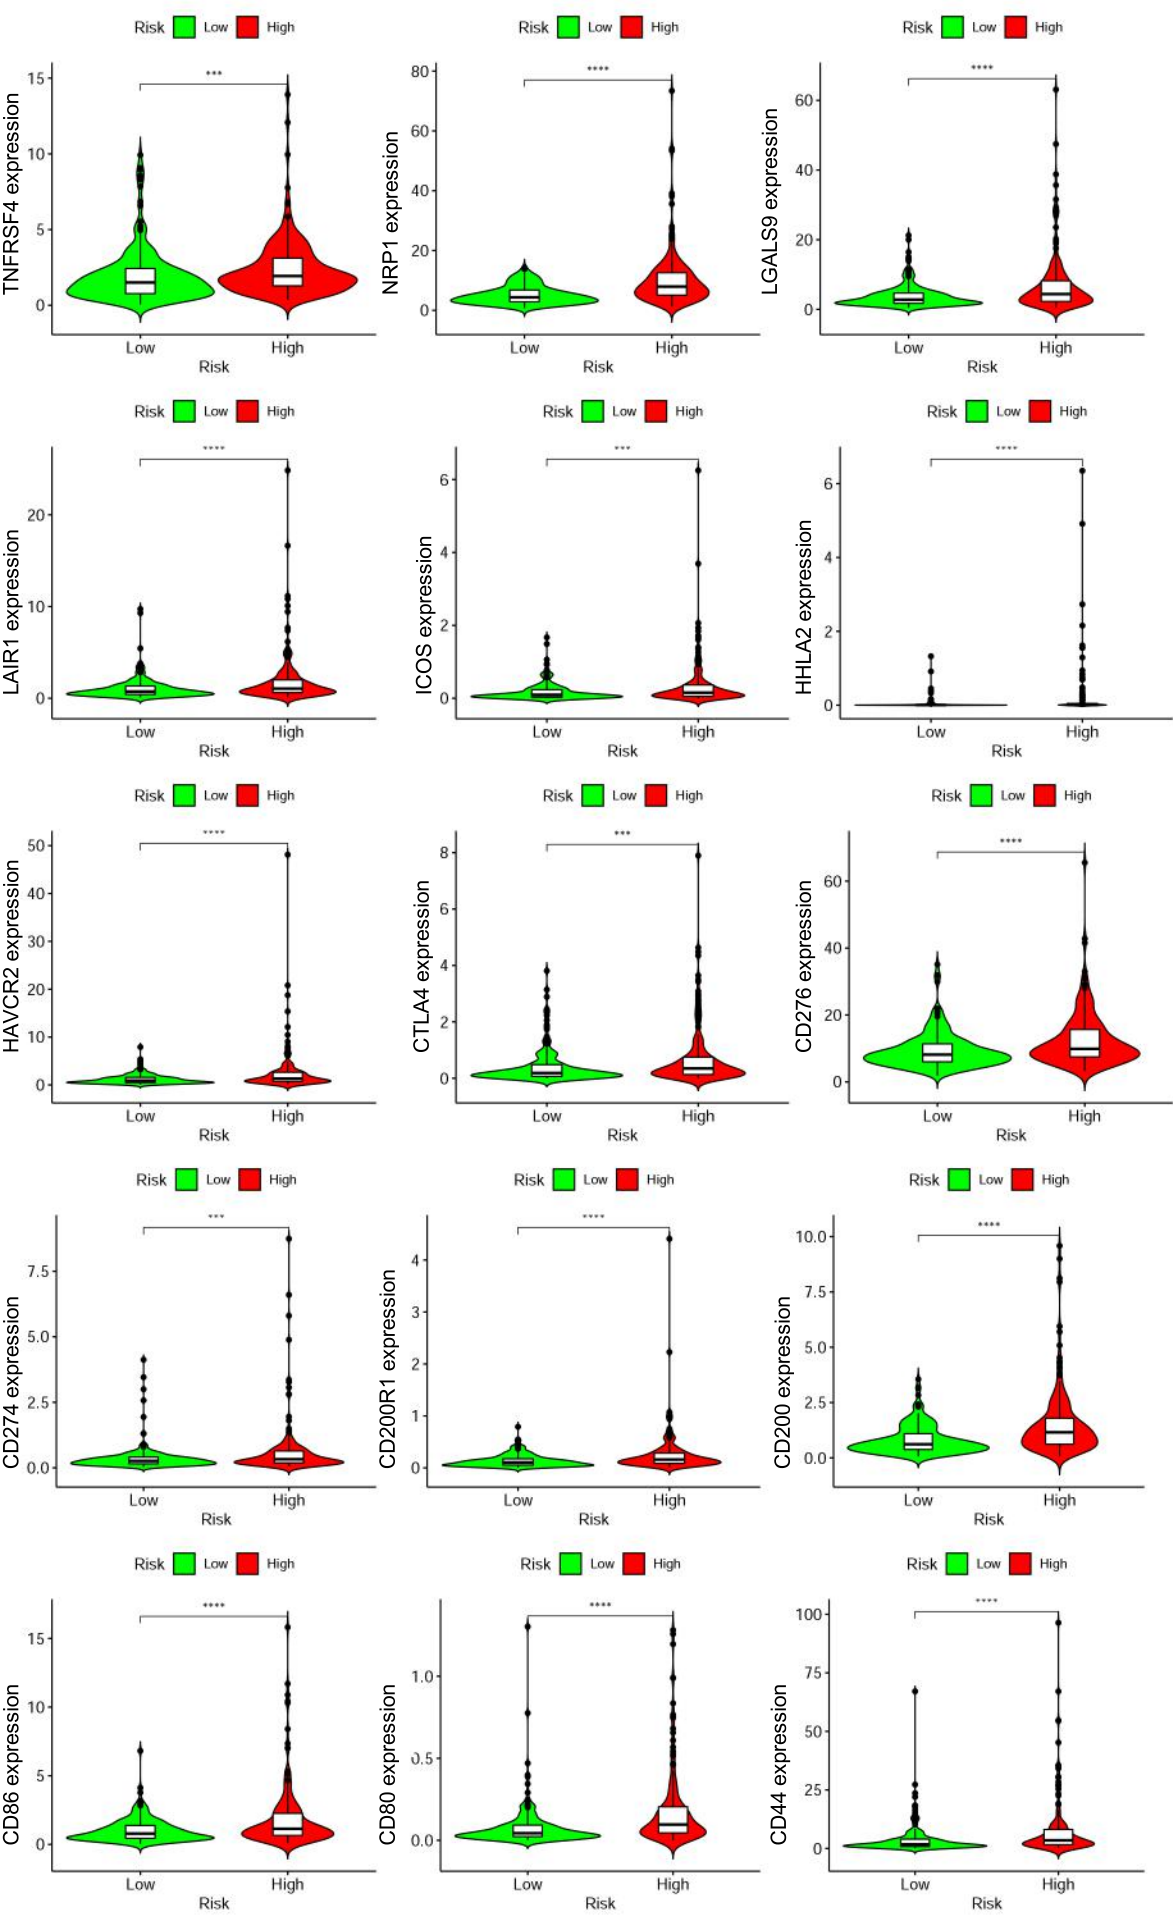 Risk Low High
Risk Low High
Risk Low High
TNFRSF4 expression
***
15
10
5
0
Low High
Risk
NRP1 expression
****
80
60
40
20
0
Low High
Risk
LGALS9 expression
****
60
40
20
0
Low High
Risk
Risk Low High
Risk Low High
Risk Low High
LAIR1 expression
****
20
10
0
Low High
Risk
ICOS expression
***
6
4
2
0
Low High
Risk
HHLA2 expression
****
6
4
2
0
Low High
Risk
Risk Low High
Risk Low High
Risk Low High
HAVCR2 expression
****
50
40
30
20
10
0
Low High
Risk
CTLA4 expression
***
8
6
4
2
0
Low High
Risk
CD276 expression
****
60
40
20
0
Low High
Risk
Risk Low High
Risk Low High
Risk Low High
CD274 expression
***
7.5
5.0
2.5
0.0
Low High
Risk
CD200R1 expression
****
4
3
2
1
0
Low High
Risk
CD200 expression
****
10.0
7.5
5.0
2.5
0.0
Low High
Risk
Risk Low High
Risk Low High
Risk Low High
CD86 expression
****
15
10
5
0
Low High
Risk
CD80 expression
****
1.0
0.5
0.0
Low High
Risk
CD44 expression
****
100
75
50
25
0
Low High
Risk